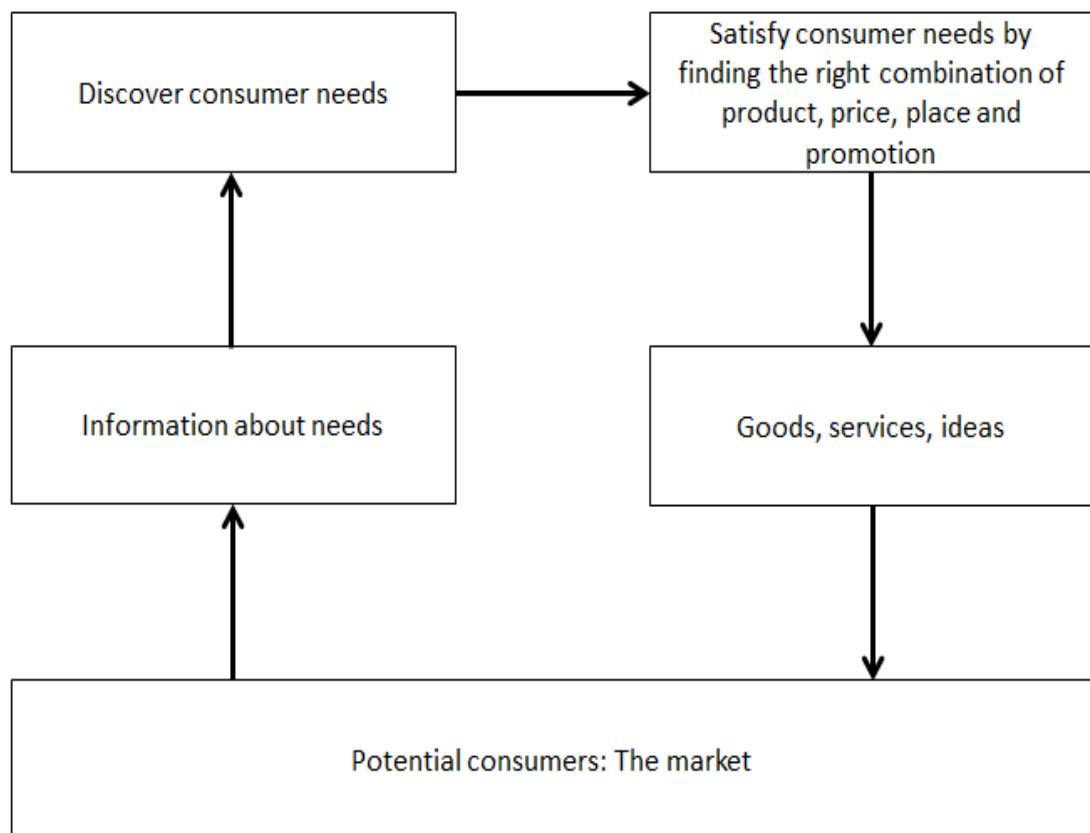 Discover consumer needs
Satisfy consumer needs by
finding the right combination of
product, price, place and
promotion
Information about needs
Goods, services, ideas
Potential consumers: The market